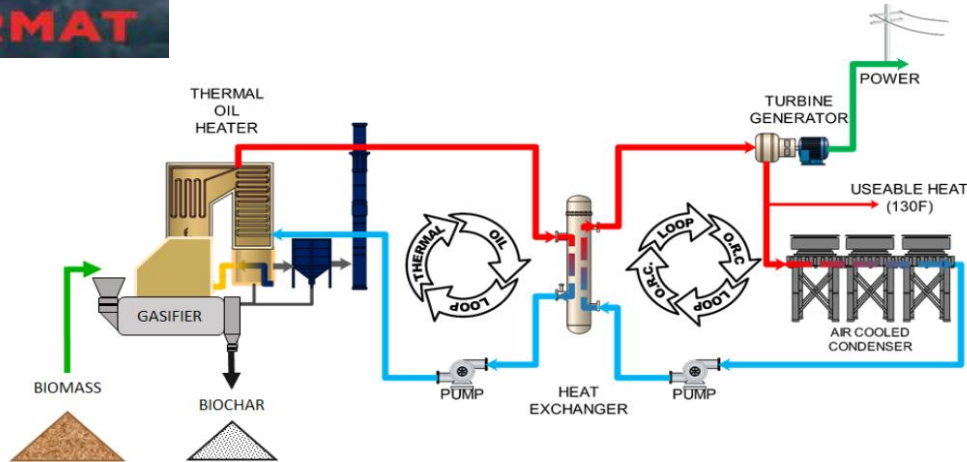 RMAT
THERMAL
OIL
HEATER
POWER
TURBINE
GENERATOR
USEABLE HEAT
(130F)
THERMAL
OIL
LOOP
LOOP
O.R.C
LOOP
O.R.C.
GASIFIER
AIR COOLED
CONDENSER
BIOMASS
BIOCHAR
PUMP
HEAT
EXCHANGER
PUMP